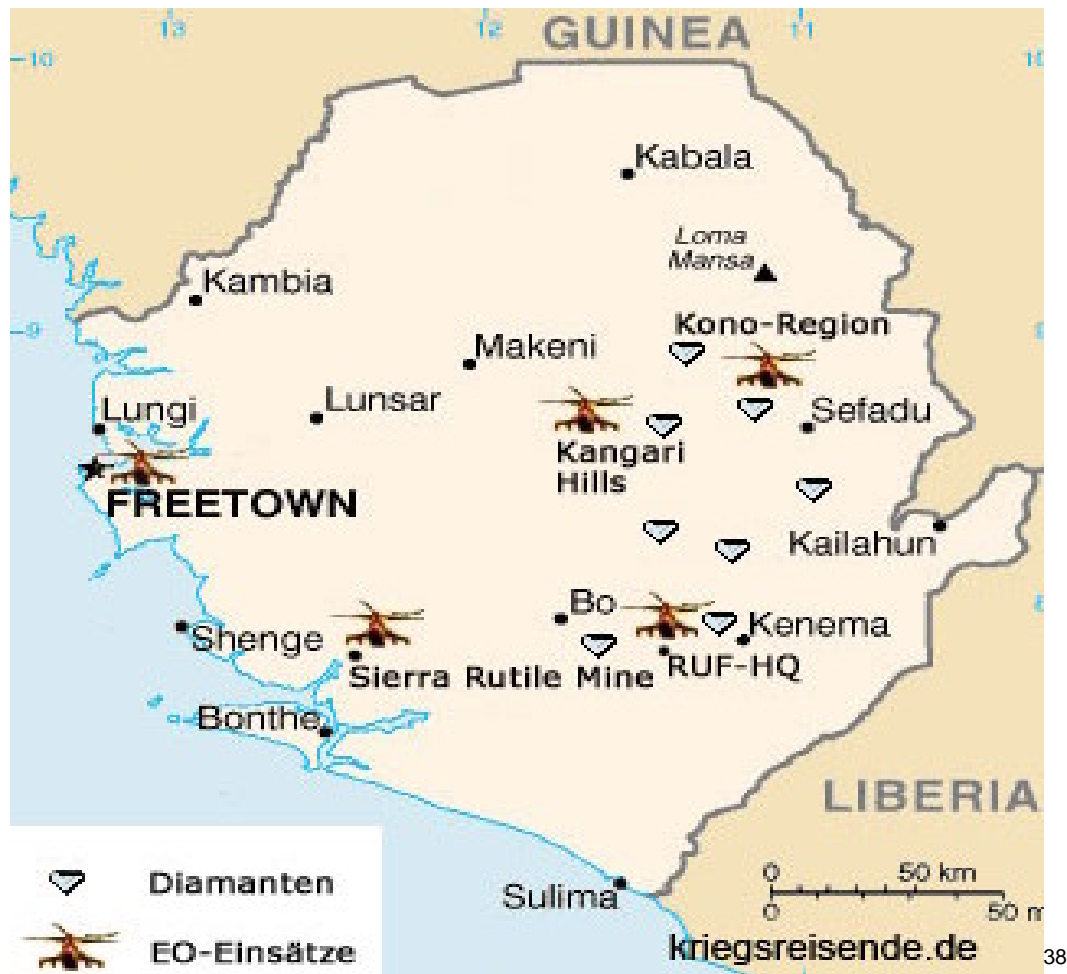 13 12 11
GUINEA
10 10
Kabala
Loma
Mansa
Kambia
9 9
Kono-Region
Makeni
Lungi
Lunsar
Sefadu
Kangari
Hills
FREETOWN
Kailahun
Bo
8
Shenge
Kenema
RUF-HQ
Sierra Rutile Mine
Bonthe
LIBERIA
Diamanten
0 50 km
Sulima
0 50 m
EO-Einsätze
kriegsreisende.de
38